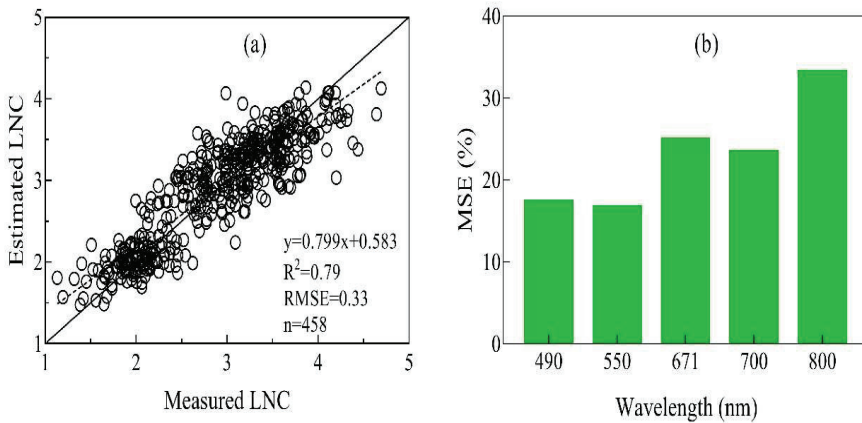 (a)
5
4
3
2
1
Estimated LNC
y=0.799x+0.583
R²=0.79
RMSE=0.33
n=458
1 2 3 4 5
Measured LNC
(b)
40
30
20
10
0
MSE (%)
490 550 671 700 800
Wavelength (nm)